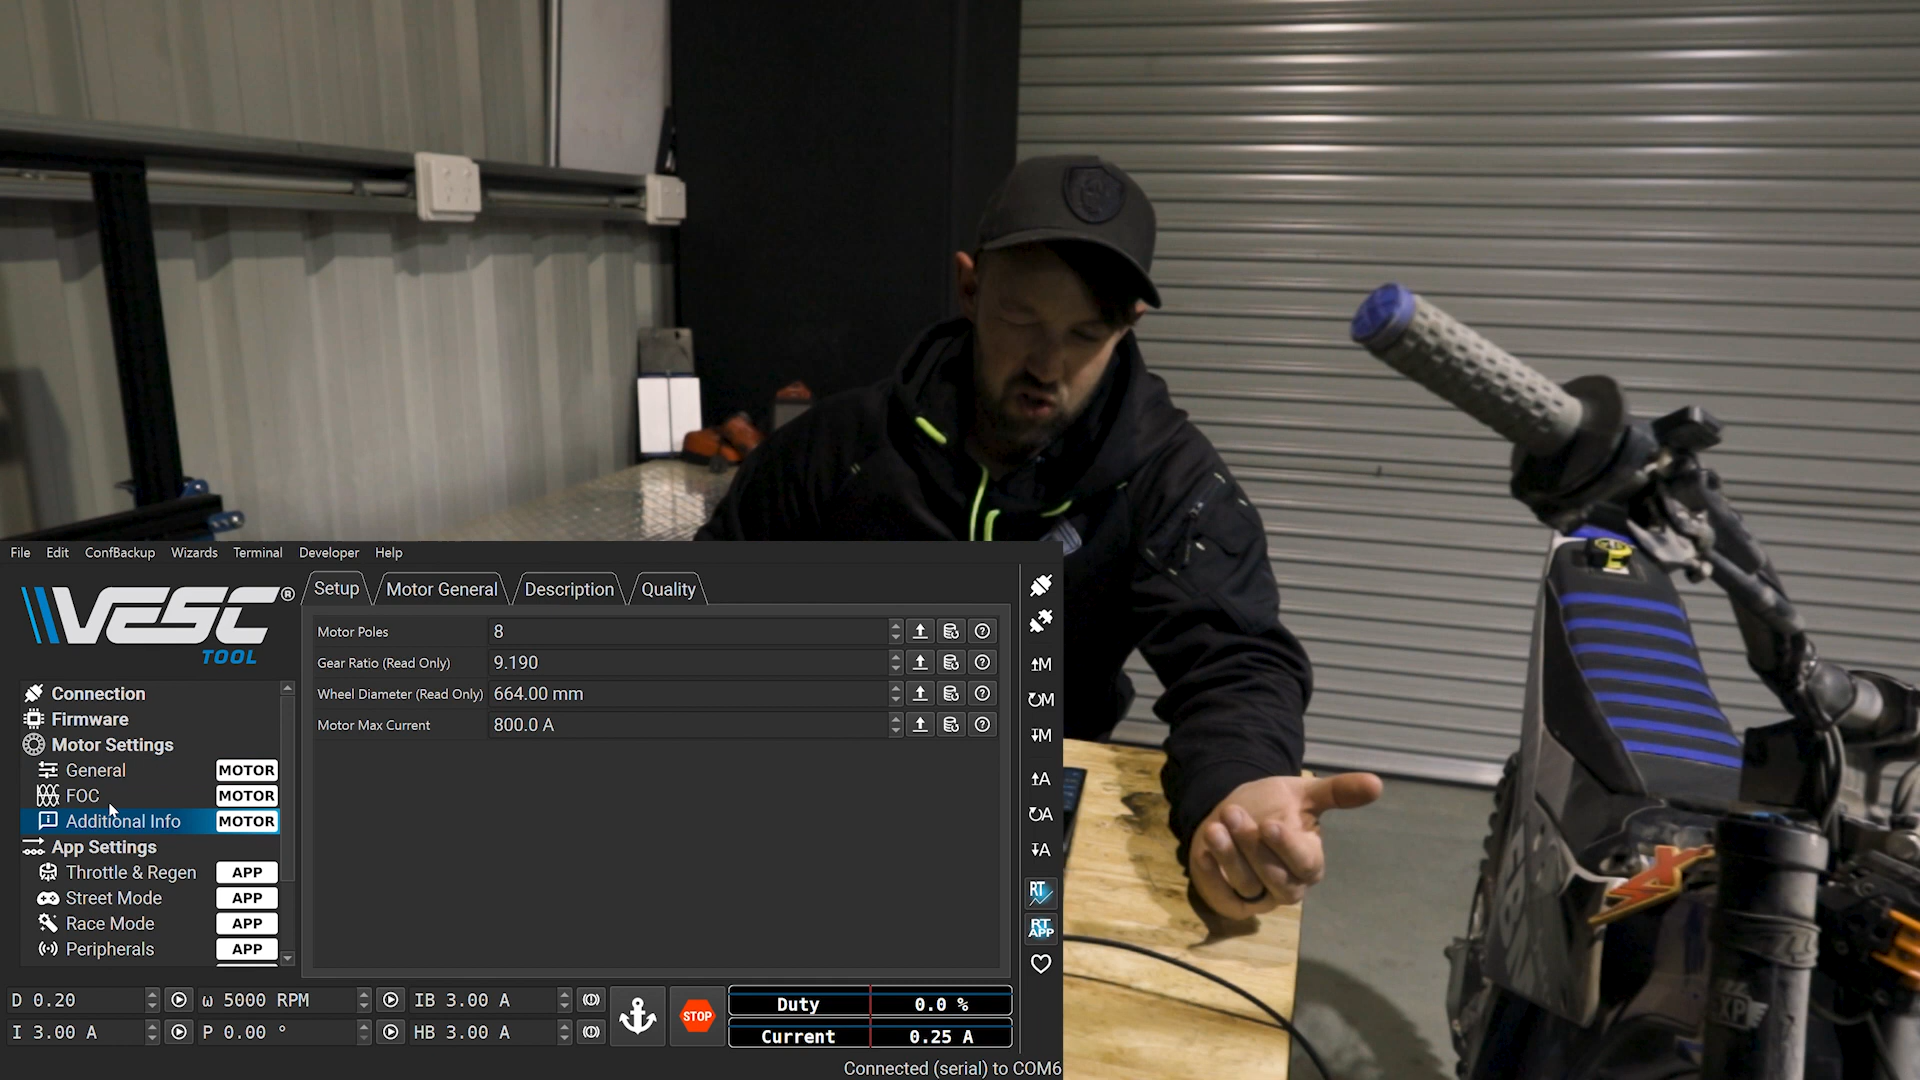 File Edit ConfBackup Wizards Terminal Developer Help
VESC®
TOOL
Setup Motor General Description Quality
Motor Poles 8
Gear Ratio (Read Only) 9.190
Wheel Diameter (Read Only) 664.00 mm
Motor Max Current 800.0 A
Connection
Firmware
Motor Settings
General MOTOR
FOC MOTOR
Additional Info MOTOR
App Settings
Throttle & Regen APP
Street Mode APP
Race Mode APP
Peripherals APP
↑M
↻M
↓M
↑A
↻A
↓A
RT
RT
APP
D 0.20 ω 5000 RPM IB 3.00 A
I 3.00 A P 0.00 ° HB 3.00 A
STOP
Duty 0.0 %
Current 0.25 A
Connected (serial) to COM6
XP